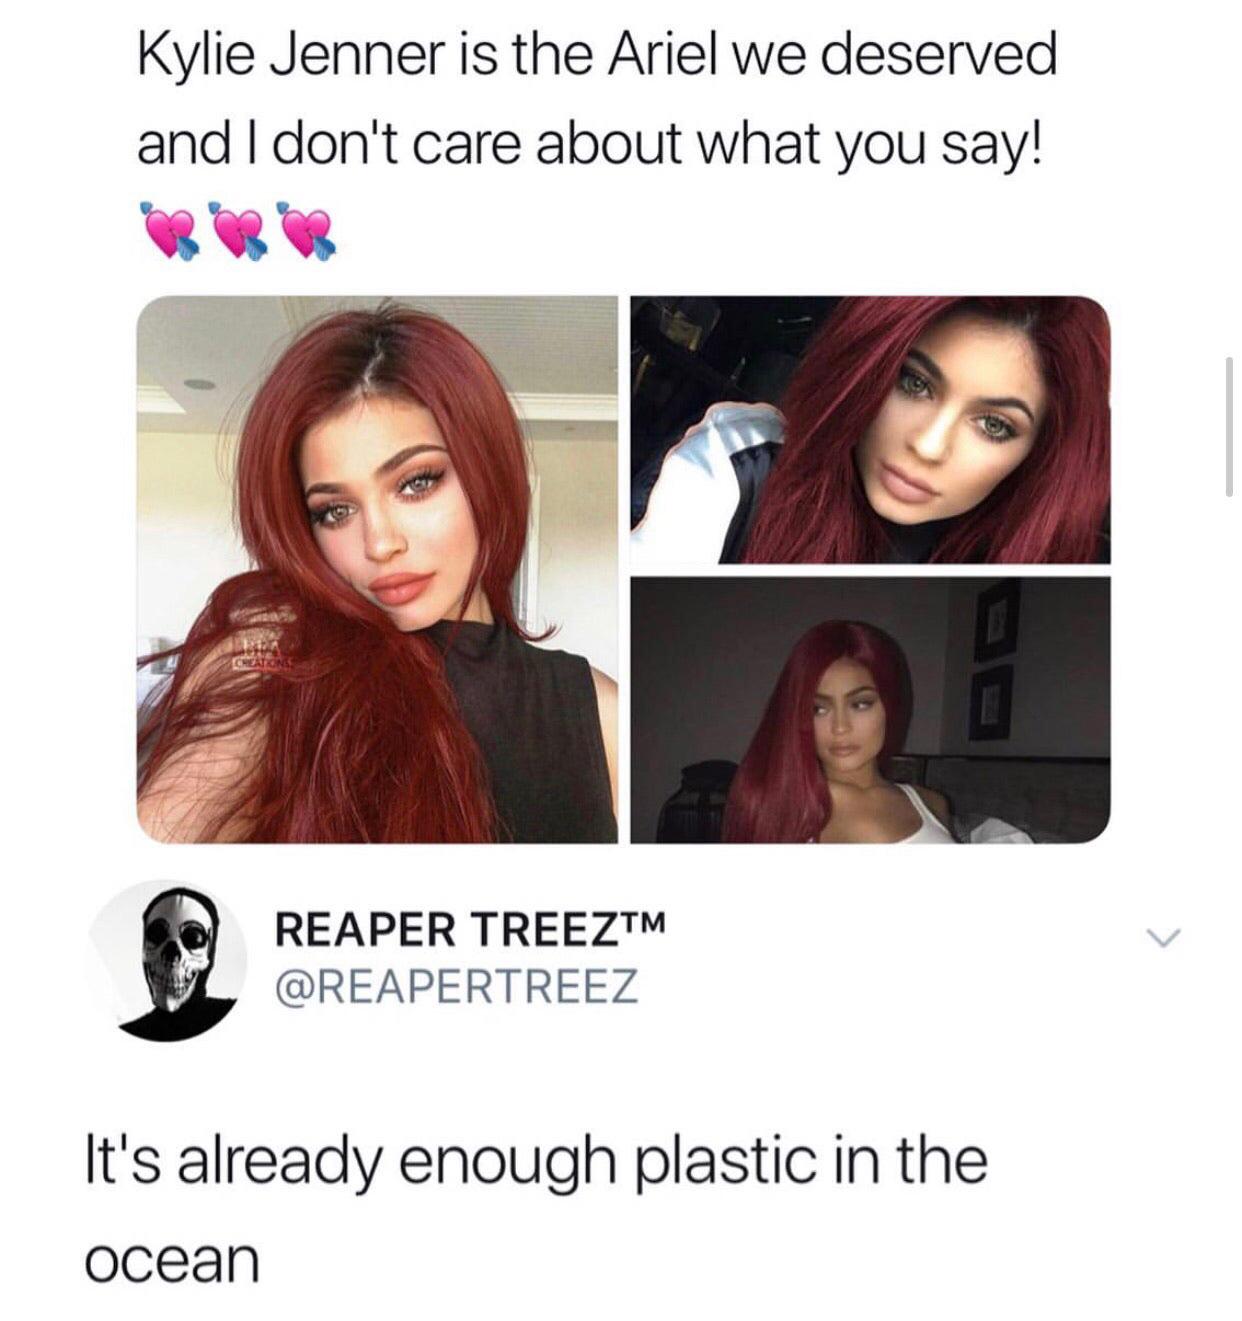 Kylie Jenner is the Ariel we deserved
and I don't care about what you say!
💘💘💘
CREATIONS
REAPER TREEZ™
@REAPERTREEZ
It's already enough plastic in the
ocean